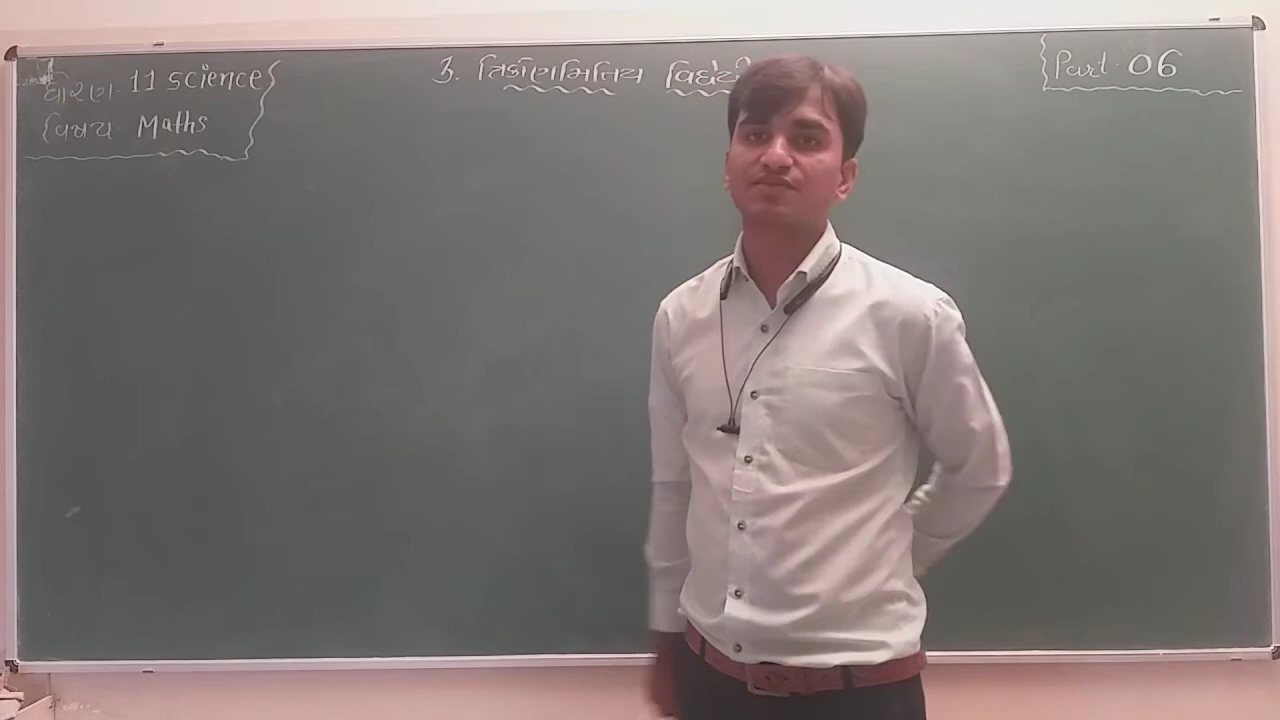 ધોરણ- 11 science
વિષય- Maths
3. ત્રિકોણમિતિય વિધેયો
Part - 06